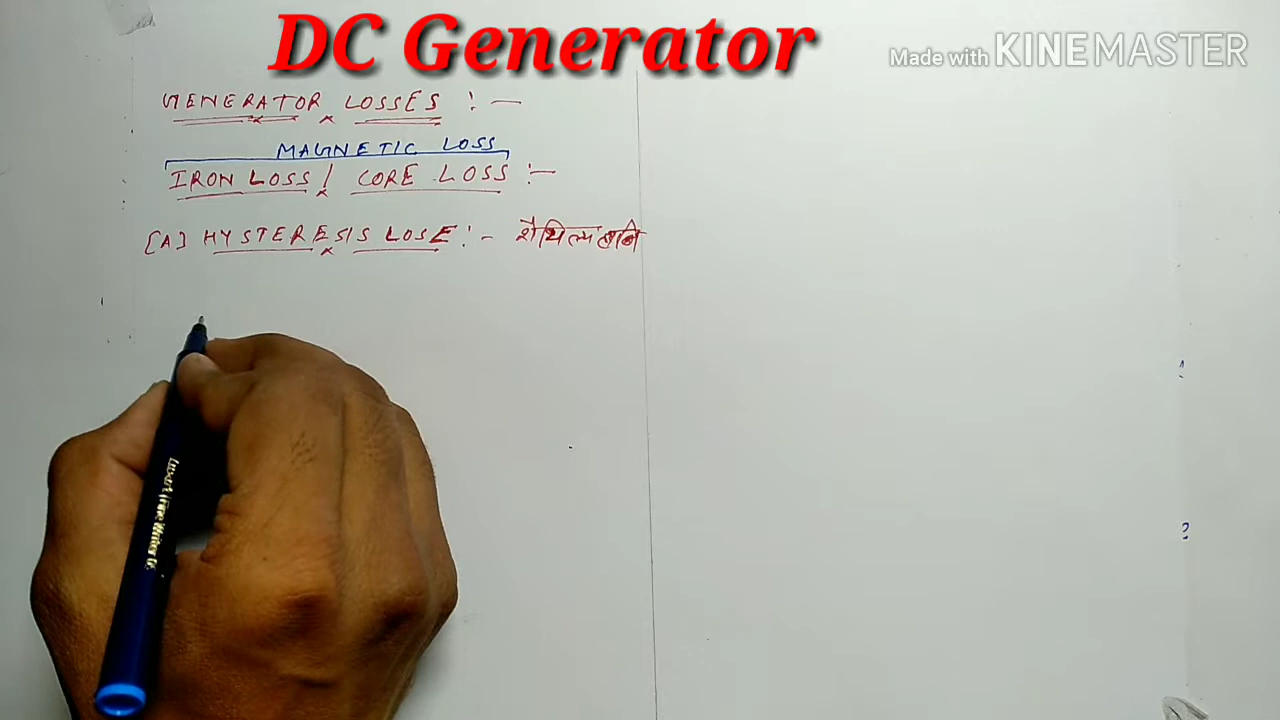 DC Generator
Made with KINEMASTER
GENERATOR LOSSES :-
MAGNETIC LOSS
IRON LOSS / CORE LOSS :-
[A] HYSTERESIS LOSE :- शैथिल्य हानि